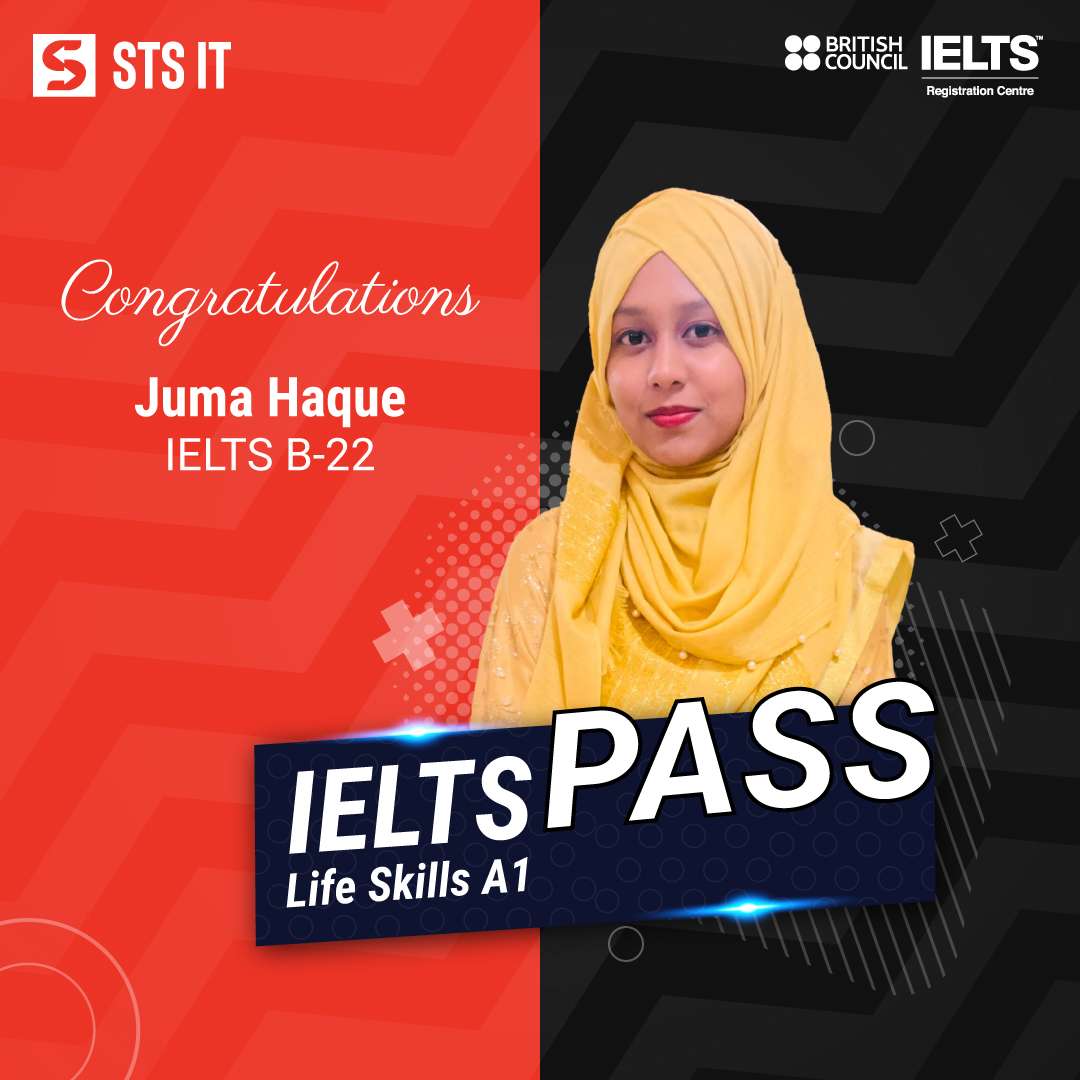 STS IT
BRITISH
COUNCIL
IELTS™
Registration Centre
Congratulations
Juma Haque
IELTS B-22
IELTS PASS
Life Skills A1